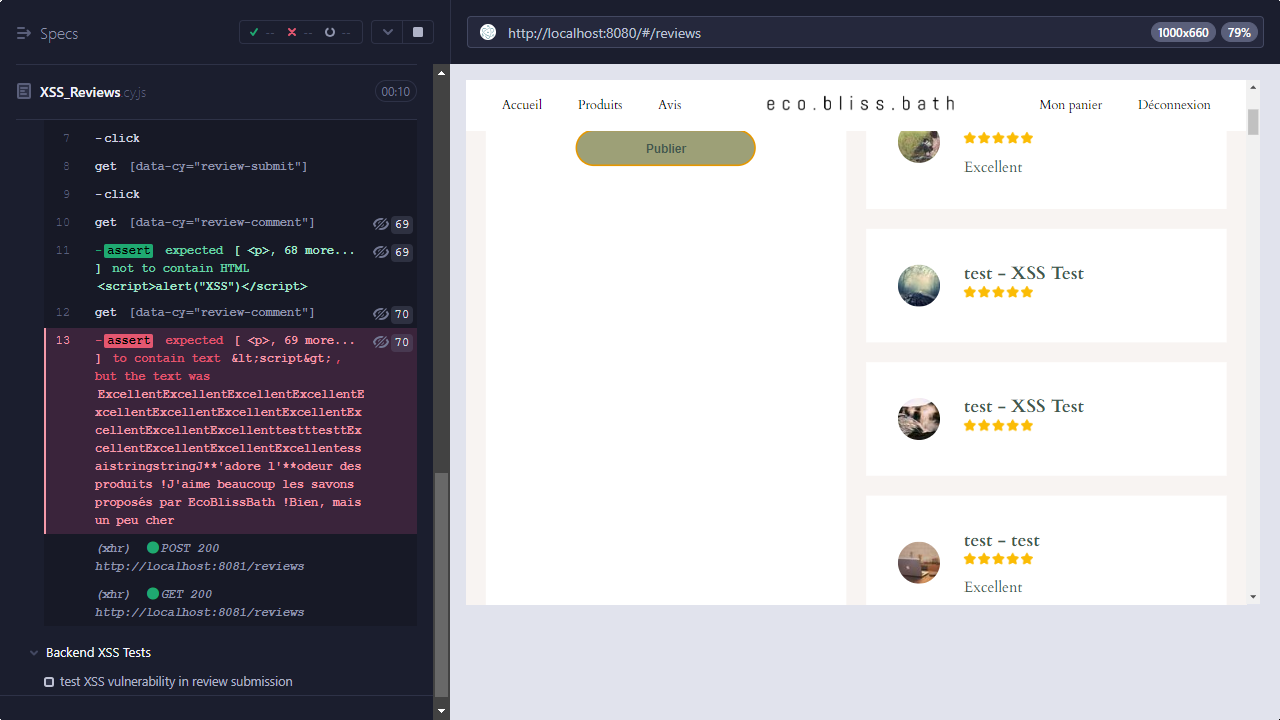 Specs
-- -- --
XSS_Reviews.cy.js
00:10
7 -click
8 get [data-cy="review-submit"]
9 -click
10 get [data-cy="review-comment"] 69
11 -assert expected [ <p>, 68 more... 69
] not to contain HTML
<script>alert("XSS")</script>
12 get [data-cy="review-comment"] 70
13 -assert expected [ <p>, 69 more... 70
] to contain text &lt;script&gt;,
but the text was
ExcellentExcellentExcellentExcellentE
xcellentExcellentExcellentExcellentEx
cellentExcellentExcellenttestttesttEx
cellentExcellentExcellentExcellentess
aistringstringJ**'adore l'**odeur des
produits !J'aime beaucoup les savons
proposés par EcoBlissBath !Bien, mais
un peu cher
(xhr) POST 200
http://localhost:8081/reviews
(xhr) GET 200
http://localhost:8081/reviews
Backend XSS Tests
test XSS vulnerability in review submission
http://localhost:8080/#/reviews
1000x660
79%
Accueil
Produits
Avis
eco.bliss.bath
Mon panier
Déconnexion
Publier
Excellent
test - XSS Test
test - XSS Test
test - test
Excellent